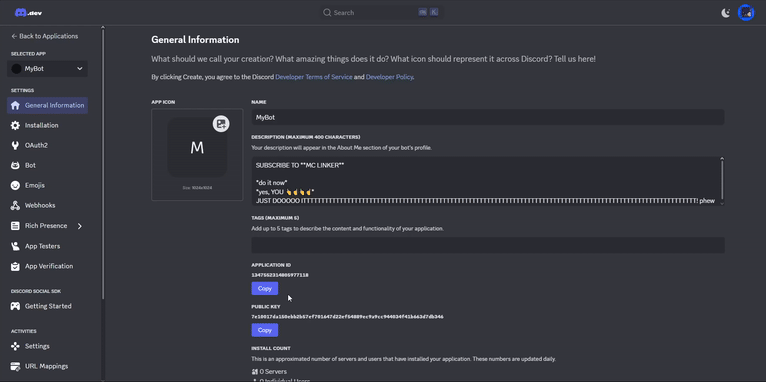 .dev
Search
← Back to Applications
SELECTED APP
MyBot
SETTINGS
General Information
Installation
OAuth2
Bot
Emojis
Webhooks
Rich Presence
App Testers
App Verification
DISCORD SOCIAL SDK
Getting Started
ACTIVITIES
Settings
URL Mappings
General Information
What should we call your creation? What amazing things does it do? What icon should represent it across Discord? Tell us here!
By clicking Create, you agree to the Discord Developer Terms of Service and Developer Policy.
APP ICON
M
Size: 1024x1024
NAME
MyBot
DESCRIPTION (MAXIMUM 400 CHARACTERS)
Your description will appear in the About Me section of your bot's profile.
SUBSCRIBE TO **MC LINKER**
*do it now*
*yes, YOU 👆👆👆👆*
TAGS (MAXIMUM 5)
Add up to 5 tags to describe the content and functionality of your application.
APPLICATION ID
1347552314805977118
Copy
PUBLIC KEY
Copy
INSTALL COUNT
This is an approximated number of servers and users that have installed your application. These numbers are updated daily.
0 Servers
0 Individual Users